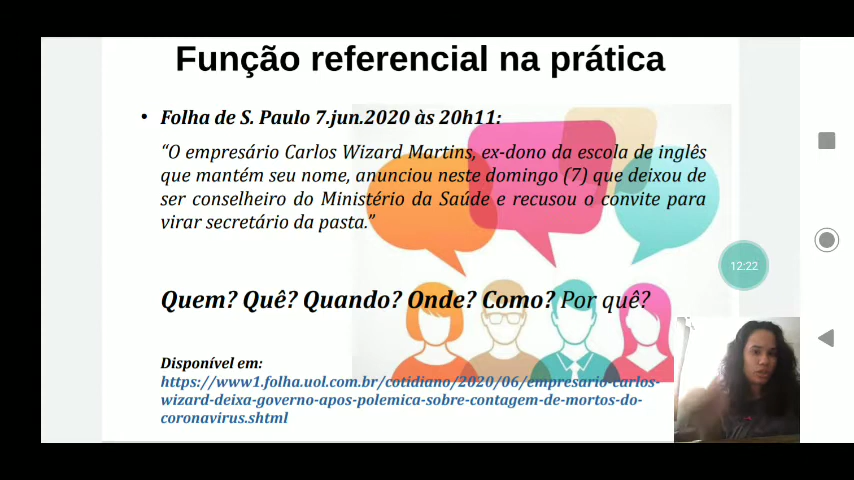 Função referencial na prática
• Folha de S. Paulo 7.jun.2020 às 20h11:
“O empresário Carlos Wizard Martins, ex-dono da escola de inglês
que mantém seu nome, anunciou neste domingo (7) que deixou de
ser conselheiro do Ministério da Saúde e recusou o convite para
virar secretário da pasta.”
12:22
Quem? Quê? Quando? Onde? Como? Por quê?
Disponível em:
https://www1.folha.uol.com.br/cotidiano/2020/06/empresario-carlos-
wizard-deixa-governo-apos-polemica-sobre-contagem-de-mortos-do-
coronavirus.shtml